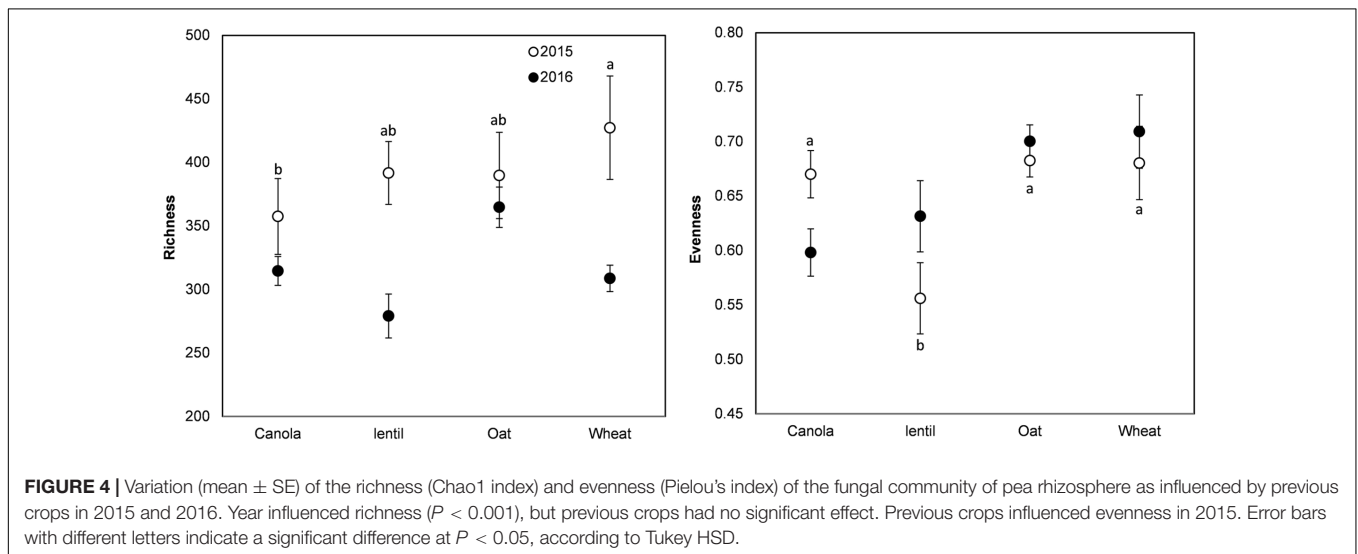 500
450
400
350
300
250
200
Richness
2015
2016
b
ab
ab
a
Canola
lentil
Oat
Wheat
0.80
0.75
0.70
0.65
0.60
0.55
0.50
0.45
Evenness
a
b
a
a
Canola
lentil
Oat
Wheat
FIGURE 4 | Variation (mean ± SE) of the richness (Chao1 index) and evenness (Pielou's index) of the fungal community of pea rhizosphere as influenced by previous
crops in 2015 and 2016. Year influenced richness (P < 0.001), but previous crops had no significant effect. Previous crops influenced evenness in 2015. Error bars
with different letters indicate a significant difference at P < 0.05, according to Tukey HSD.